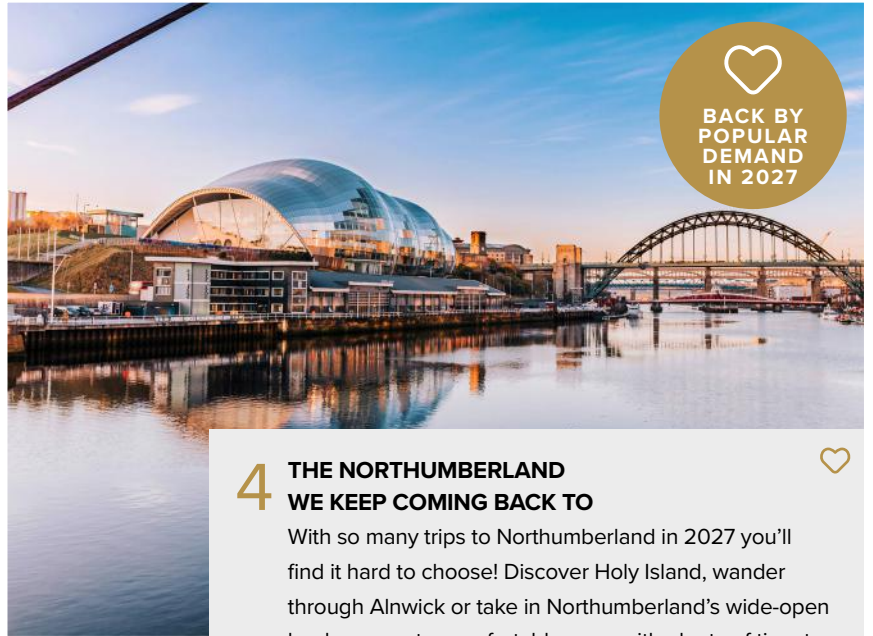 BACK BY
POPULAR
DEMAND
IN 2027
4
THE NORTHUMBERLAND
WE KEEP COMING BACK TO
With so many trips to Northumberland in 2027 you’ll
find it hard to choose! Discover Holy Island, wander
through Alnwick or take in Northumberland’s wide-open